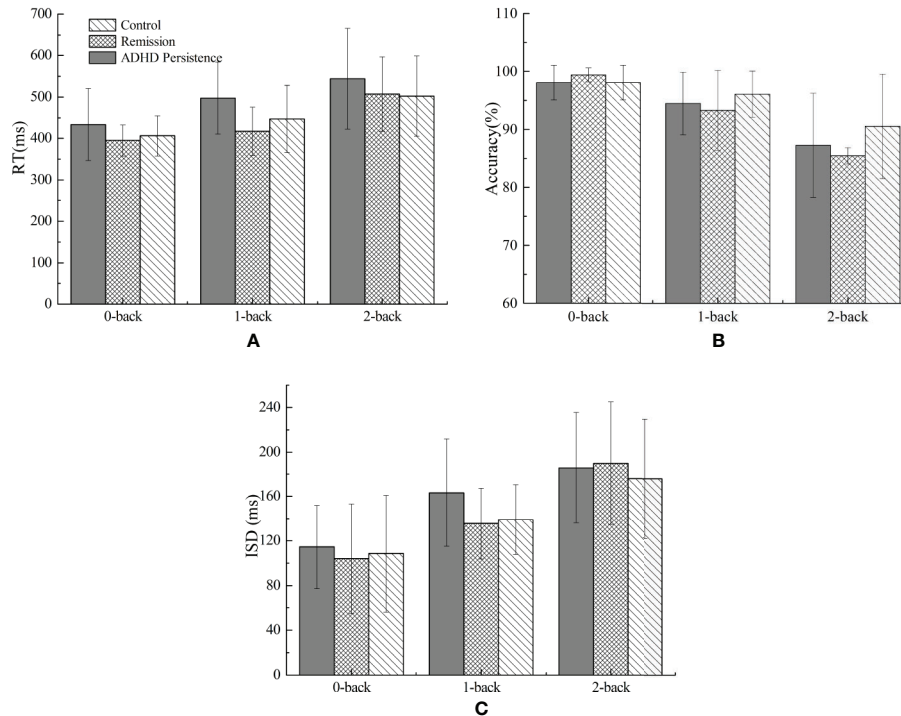 700
600
500
400
300
200
100
0
RT(ms)
Control
Remission
ADHD Persistence
0-back
1-back
2-back
A
110
100
90
80
70
60
Accuracy(%)
0-back
1-back
2-back
B
240
200
160
120
80
40
0
ISD (ms)
0-back
1-back
2-back
C